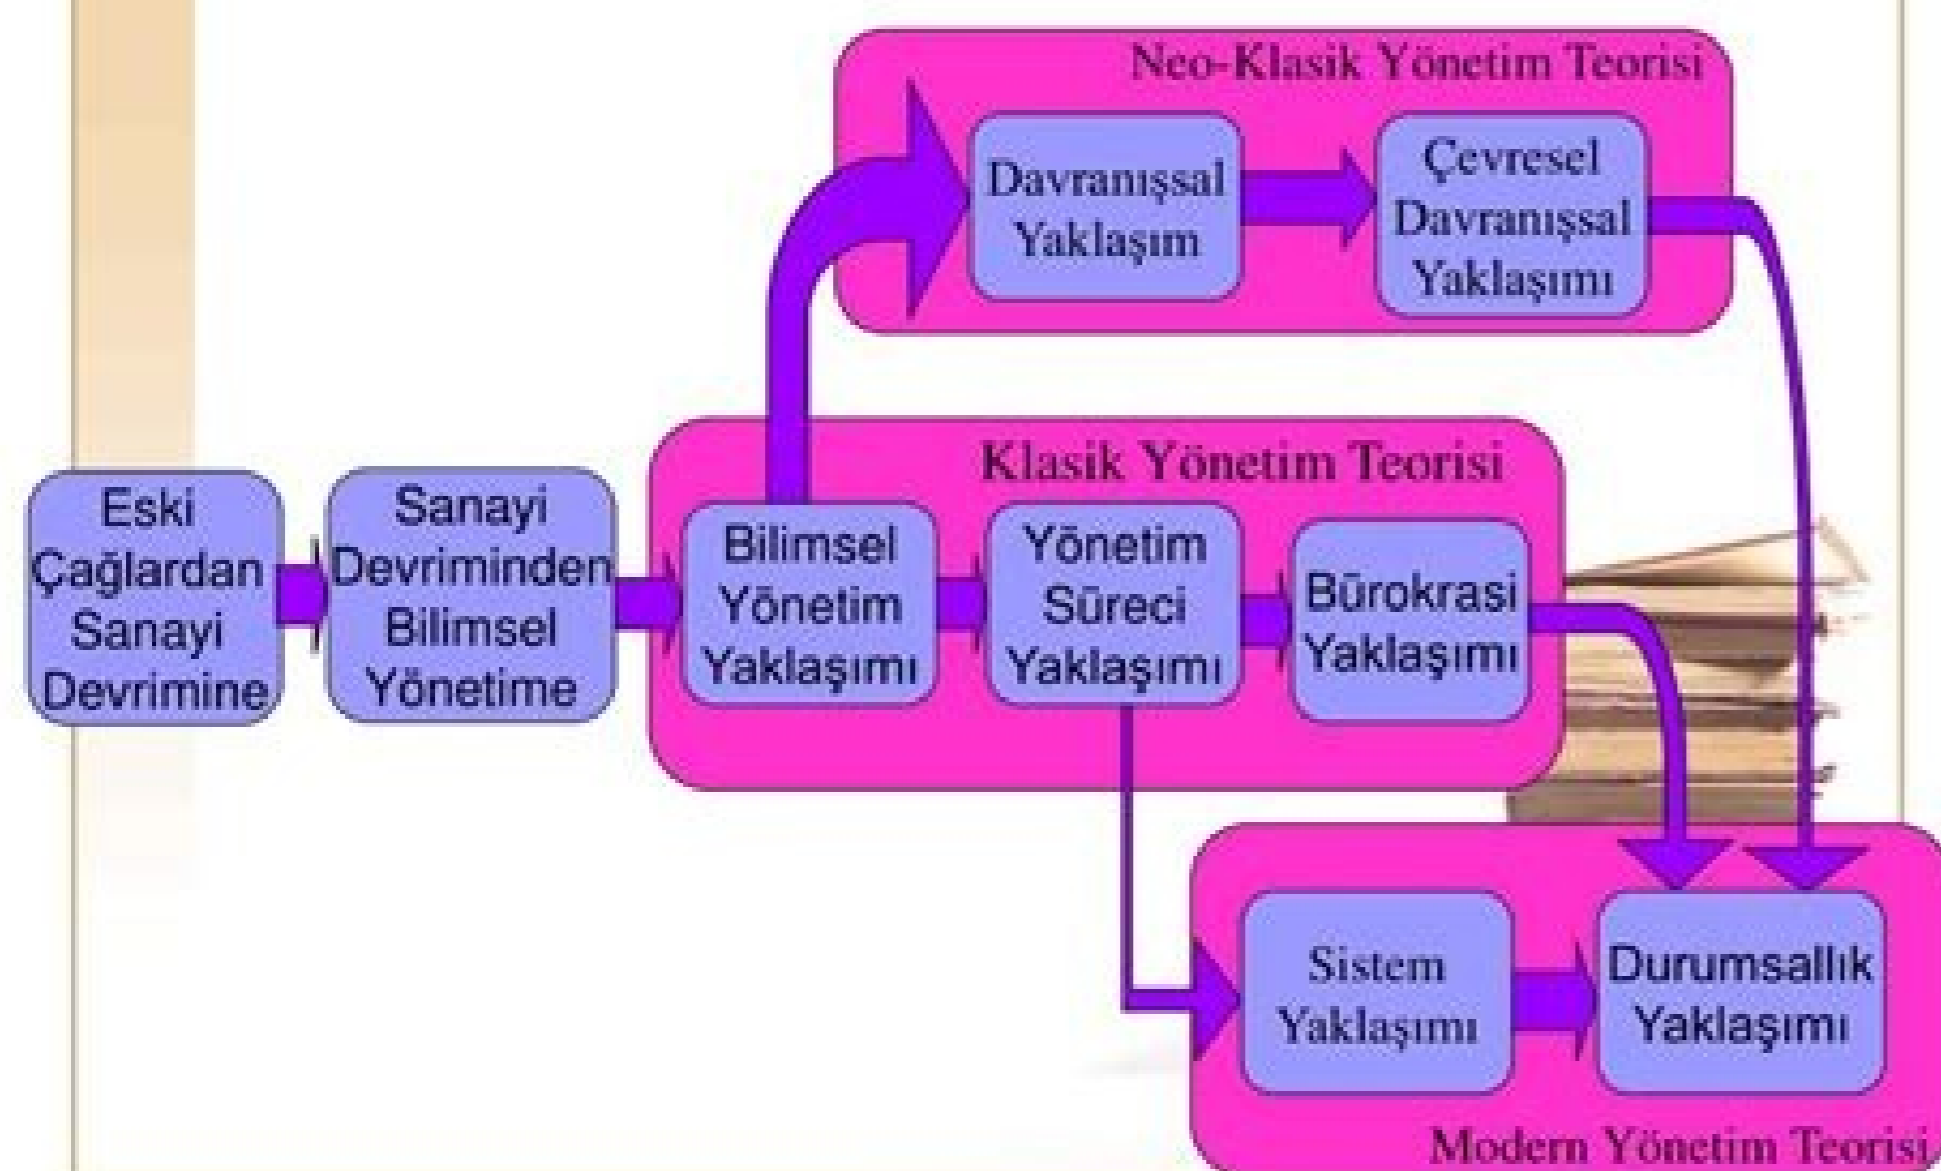 Neo-Klasik Yönetim Teorisi
Davranışsal
Yaklaşım
Çevresel
Davranışsal
Yaklaşımı
Klasik Yönetim Teorisi
Eski
Çağlardan
Sanayi
Devrimine
Sanayi
Devriminden
Bilimsel
Yönetime
Bilimsel
Yönetim
Yaklaşımı
Yönetim
Süreci
Yaklaşımı
Bürokrasi
Yaklaşımı
Sistem
Yaklaşımı
Durumsallık
Yaklaşımı
Modern Yönetim Teorisi